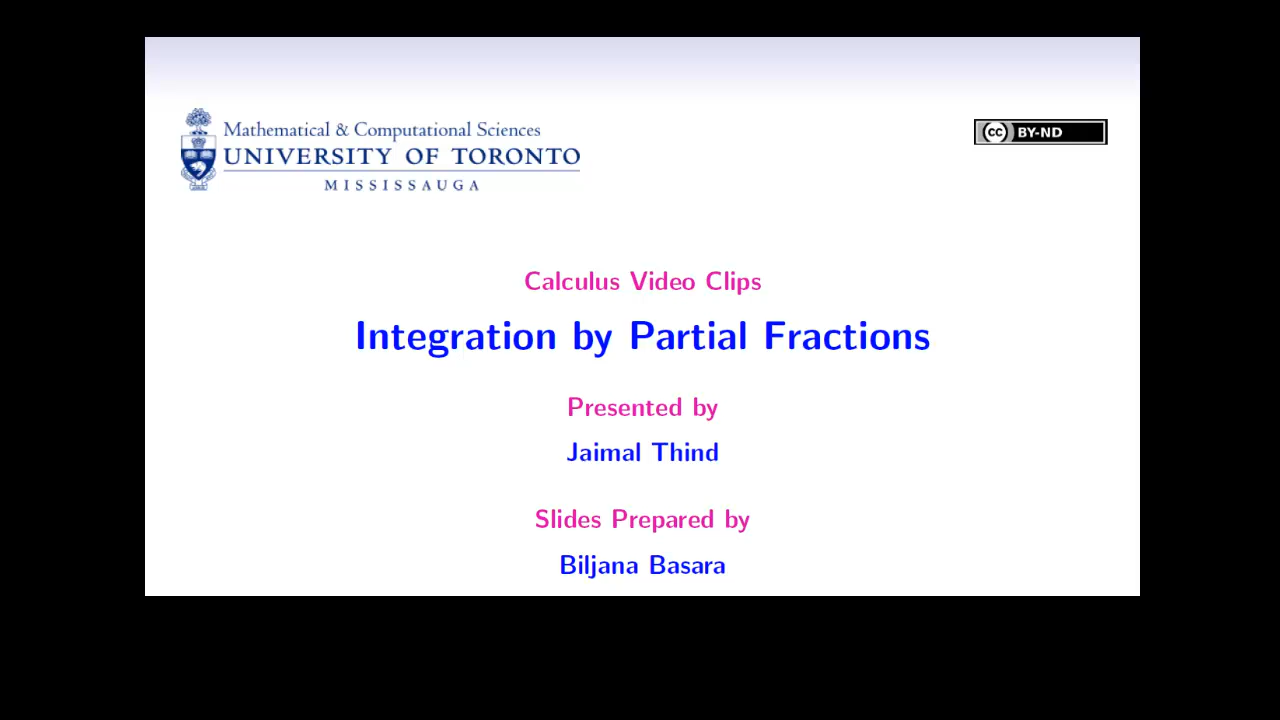 Mathematical & Computational Sciences
UNIVERSITY OF TORONTO
MISSISSAUGA
cc BY-ND
Calculus Video Clips
Integration by Partial Fractions
Presented by
Jaimal Thind
Slides Prepared by
Biljana Basara